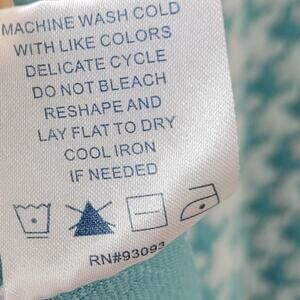 MACHINE WASH COLD
WITH LIKE COLORS
DELICATE CYCLE
DO NOT BLEACH
RESHAPE AND
LAY FLAT TO DRY
COOL IRON
IF NEEDED
RN#93093